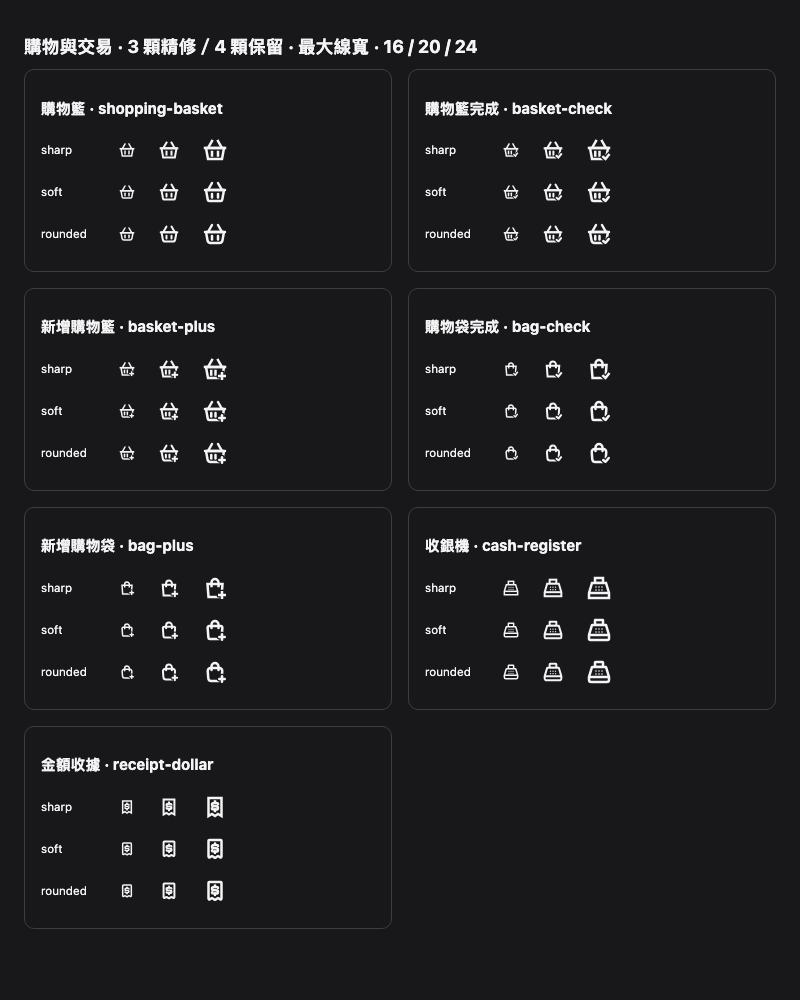 購物與交易 · 3 顆精修 / 4 顆保留 · 最大線寬 · 16 / 20 / 24
購物籃 · shopping-basket
sharp
soft
rounded
購物籃完成 · basket-check
sharp
soft
rounded
新增購物籃 · basket-plus
sharp
soft
rounded
購物袋完成 · bag-check
sharp
soft
rounded
新增購物袋 · bag-plus
sharp
soft
rounded
收銀機 · cash-register
sharp
soft
rounded
金額收據 · receipt-dollar
sharp
soft
rounded